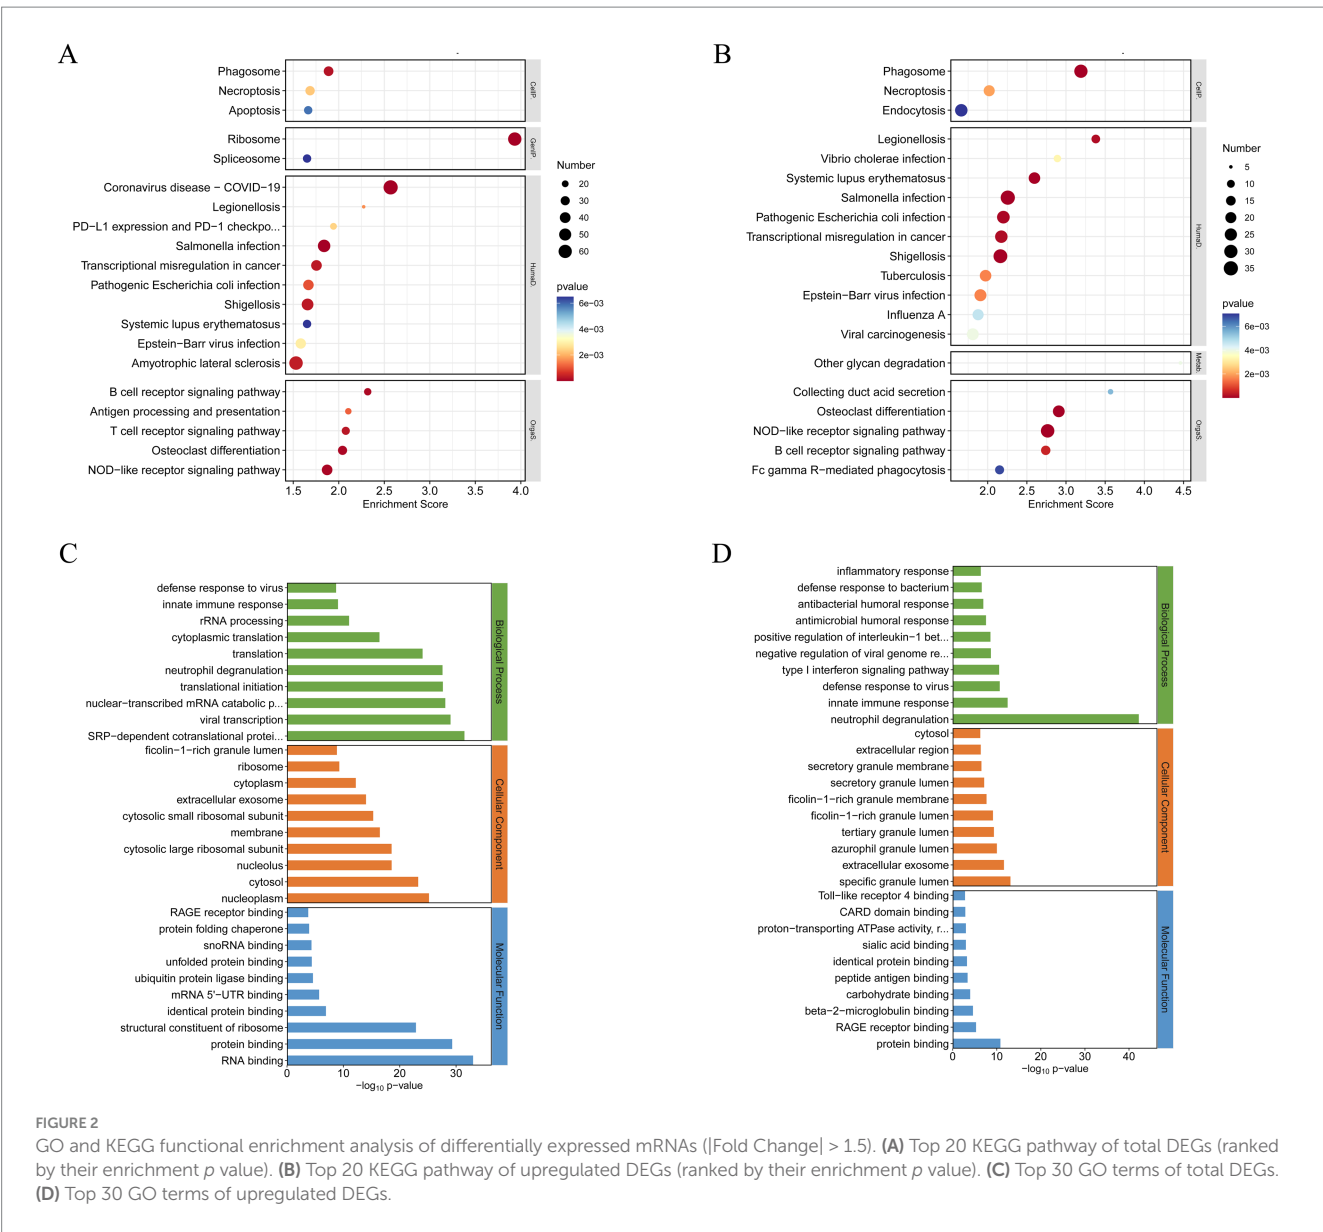 A
Phagosome
Necroptosis
Apoptosis
CellP.
Ribosome
Spliceosome
GenIP.
Coronavirus disease − COVID−19
Legionellosis
PD−L1 expression and PD−1 checkpo...
Salmonella infection
Transcriptional misregulation in cancer
Pathogenic Escherichia coli infection
Shigellosis
Systemic lupus erythematosus
Epstein−Barr virus infection
Amyotrophic lateral sclerosis
HumaD.
B cell receptor signaling pathway
Antigen processing and presentation
T cell receptor signaling pathway
Osteoclast differentiation
NOD−like receptor signaling pathway
OrgaS.
1.5 2.0 2.5 3.0 3.5 4.0
Enrichment Score
Number
20
30
40
50
60
pvalue
6e−03
4e−03
2e−03
B
Phagosome
Necroptosis
Endocytosis
CellP.
Legionellosis
Vibrio cholerae infection
Systemic lupus erythematosus
Salmonella infection
Pathogenic Escherichia coli infection
Transcriptional misregulation in cancer
Shigellosis
Tuberculosis
Epstein−Barr virus infection
Influenza A
Viral carcinogenesis
HumaD.
Other glycan degradation
Metab.
Collecting duct acid secretion
Osteoclast differentiation
NOD−like receptor signaling pathway
B cell receptor signaling pathway
Fc gamma R−mediated phagocytosis
OrgaS.
2.0 2.5 3.0 3.5 4.0 4.5
Enrichment Score
Number
5
10
15
20
25
30
35
pvalue
6e−03
4e−03
2e−03
C
defense response to virus
innate immune response
rRNA processing
cytoplasmic translation
translation
neutrophil degranulation
translational initiation
nuclear−transcribed mRNA catabolic p...
viral transcription
SRP−dependent cotranslational protei...
Biological Process
ficolin−1−rich granule lumen
ribosome
cytoplasm
extracellular exosome
cytosolic small ribosomal subunit
membrane
cytosolic large ribosomal subunit
nucleolus
cytosol
nucleoplasm
Cellular Component
RAGE receptor binding
protein folding chaperone
snoRNA binding
unfolded protein binding
ubiquitin protein ligase binding
mRNA 5'−UTR binding
identical protein binding
structural constituent of ribosome
protein binding
RNA binding
Molecular Function
0 10 20 30
−log10 p−value
D
inflammatory response
defense response to bacterium
antibacterial humoral response
antimicrobial humoral response
positive regulation of interleukin−1 bet...
negative regulation of viral genome re...
type I interferon signaling pathway
defense response to virus
innate immune response
neutrophil degranulation
Biological Process
cytosol
extracellular region
secretory granule membrane
secretory granule lumen
ficolin−1−rich granule membrane
ficolin−1−rich granule lumen
tertiary granule lumen
azurophil granule lumen
extracellular exosome
specific granule lumen
Cellular Component
Toll−like receptor 4 binding
CARD domain binding
proton−transporting ATPase activity, r...
sialic acid binding
identical protein binding
peptide antigen binding
carbohydrate binding
beta−2−microglobulin binding
RAGE receptor binding
protein binding
Molecular Function
0 10 20 30 40
−log10 p−value
FIGURE 2
GO and KEGG functional enrichment analysis of differentially expressed mRNAs (|Fold Change| > 1.5). (A) Top 20 KEGG pathway of total DEGs (ranked
by their enrichment p value). (B) Top 20 KEGG pathway of upregulated DEGs (ranked by their enrichment p value). (C) Top 30 GO terms of total DEGs.
(D) Top 30 GO terms of upregulated DEGs.